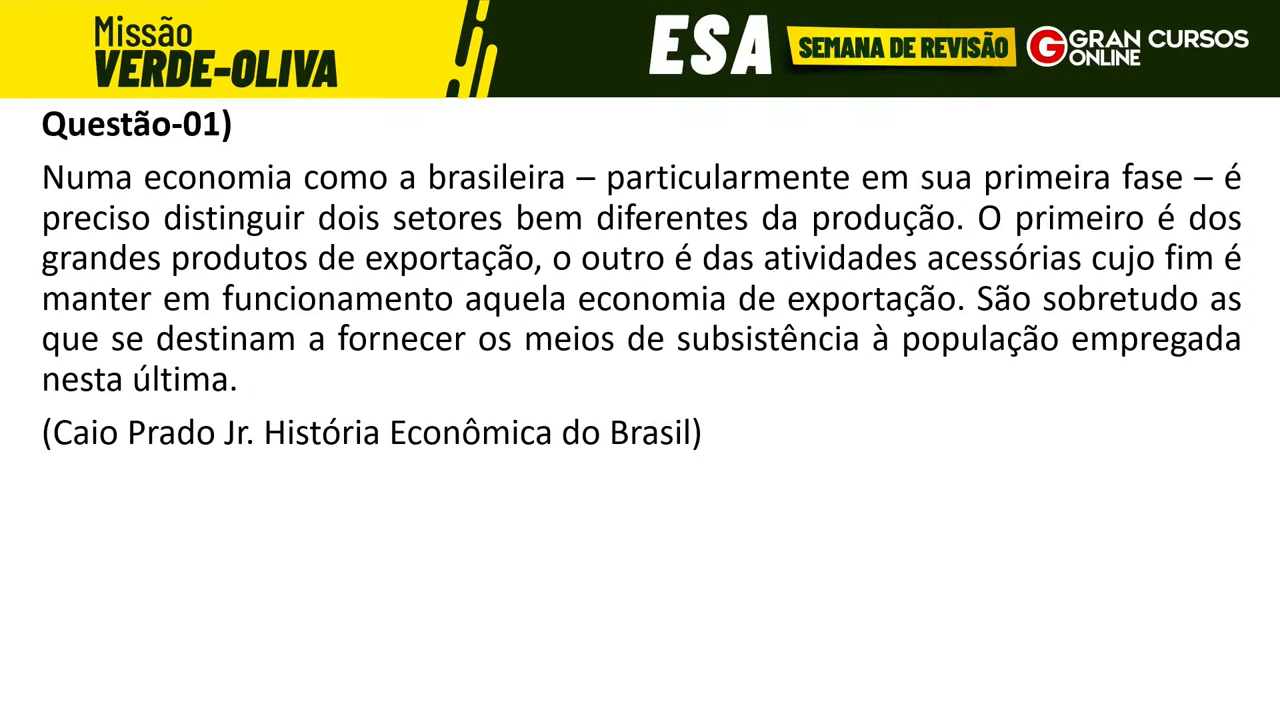 Missão
VERDE-OLIVA
ESA
SEMANA DE REVISÃO
G GRAN CURSOS
ONLINE
Questão-01)
Numa economia como a brasileira – particularmente em sua primeira fase – é
preciso distinguir dois setores bem diferentes da produção. O primeiro é dos
grandes produtos de exportação, o outro é das atividades acessórias cujo fim é
manter em funcionamento aquela economia de exportação. São sobretudo as
que se destinam a fornecer os meios de subsistência à população empregada
nesta última.
(Caio Prado Jr. História Econômica do Brasil)